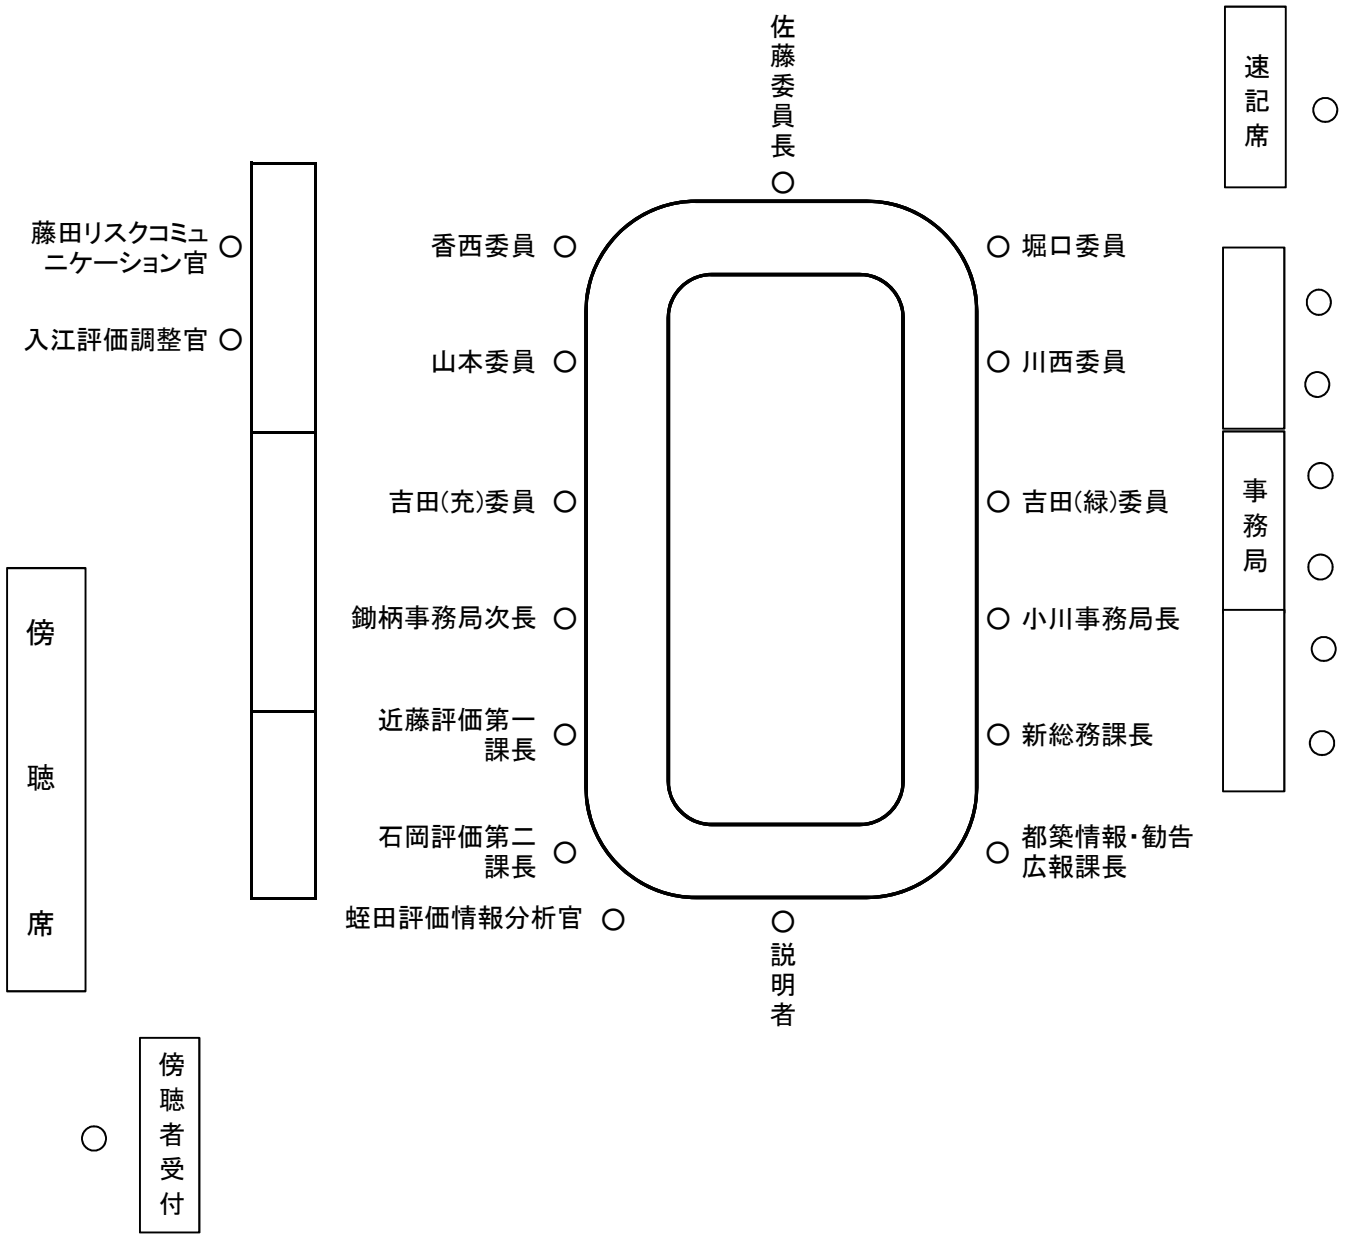 佐藤委員長
速記席
藤田リスクコミュ
ニケーション官
香西委員
堀口委員
入江評価調整官
山本委員
川西委員
吉田(充)委員
吉田(緑)委員
事務局
鋤柄事務局次長
小川事務局長
近藤評価第一
課長
新総務課長
石岡評価第二
課長
都築情報・勧告
広報課長
蛭田評価情報分析官
説明者
傍聴席
傍聴者受付